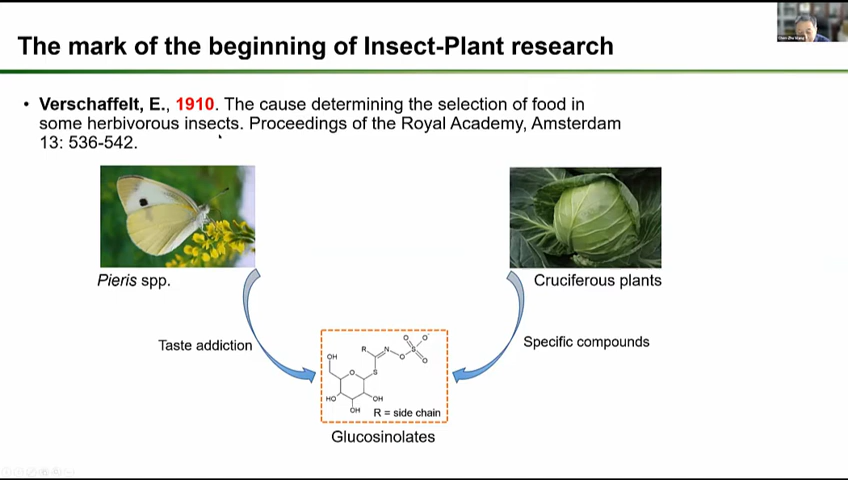 The mark of the beginning of Insect-Plant research
• Verschaffelt, E., 1910. The cause determining the selection of food in
some herbivorous insects. Proceedings of the Royal Academy, Amsterdam
13: 536-542.
Pieris spp.
Cruciferous plants
Taste addiction
Specific compounds
R
N
O
S
O
O
O
OH
O
S
HO
OH
OH
R = side chain
Glucosinolates